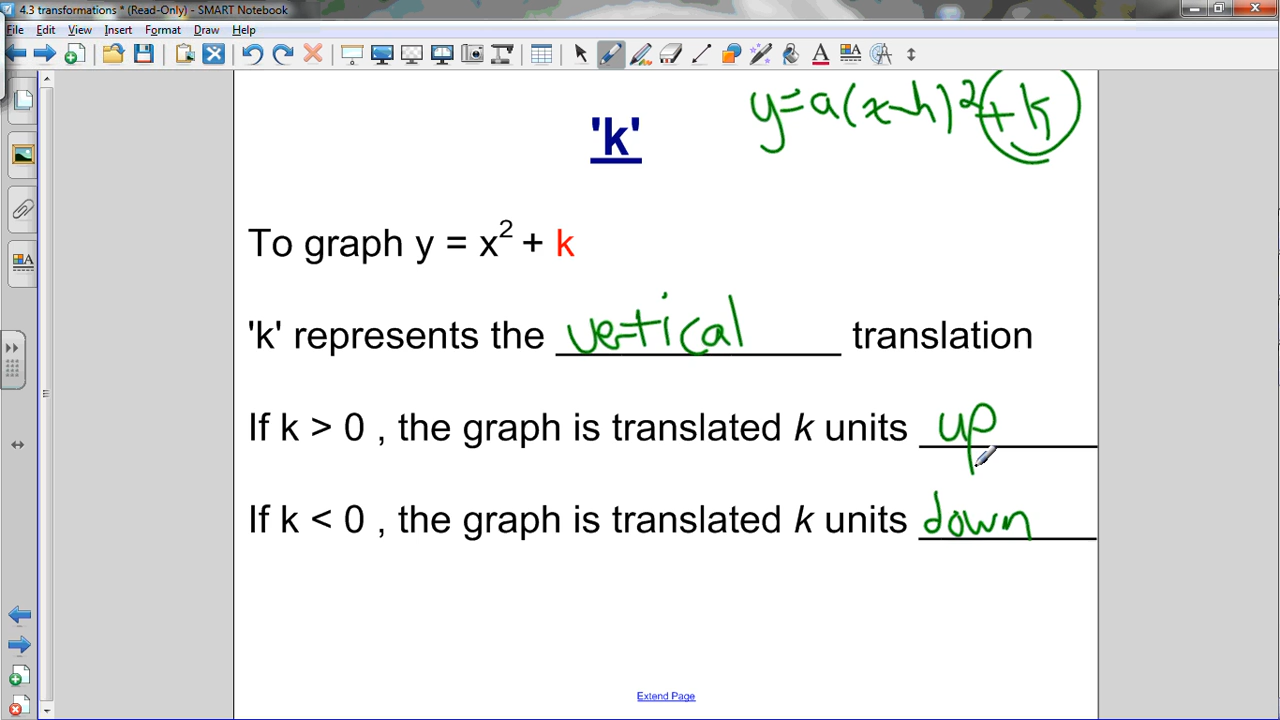 4.3 transformations * (Read-Only) - SMART Notebook
File Edit View Insert Format Draw Help
y=a(x-h)²+k
'k'
To graph y = x² + k
'k' represents the vertical translation
If k > 0 , the graph is translated k units up
If k < 0 , the graph is translated k units down
Extend Page